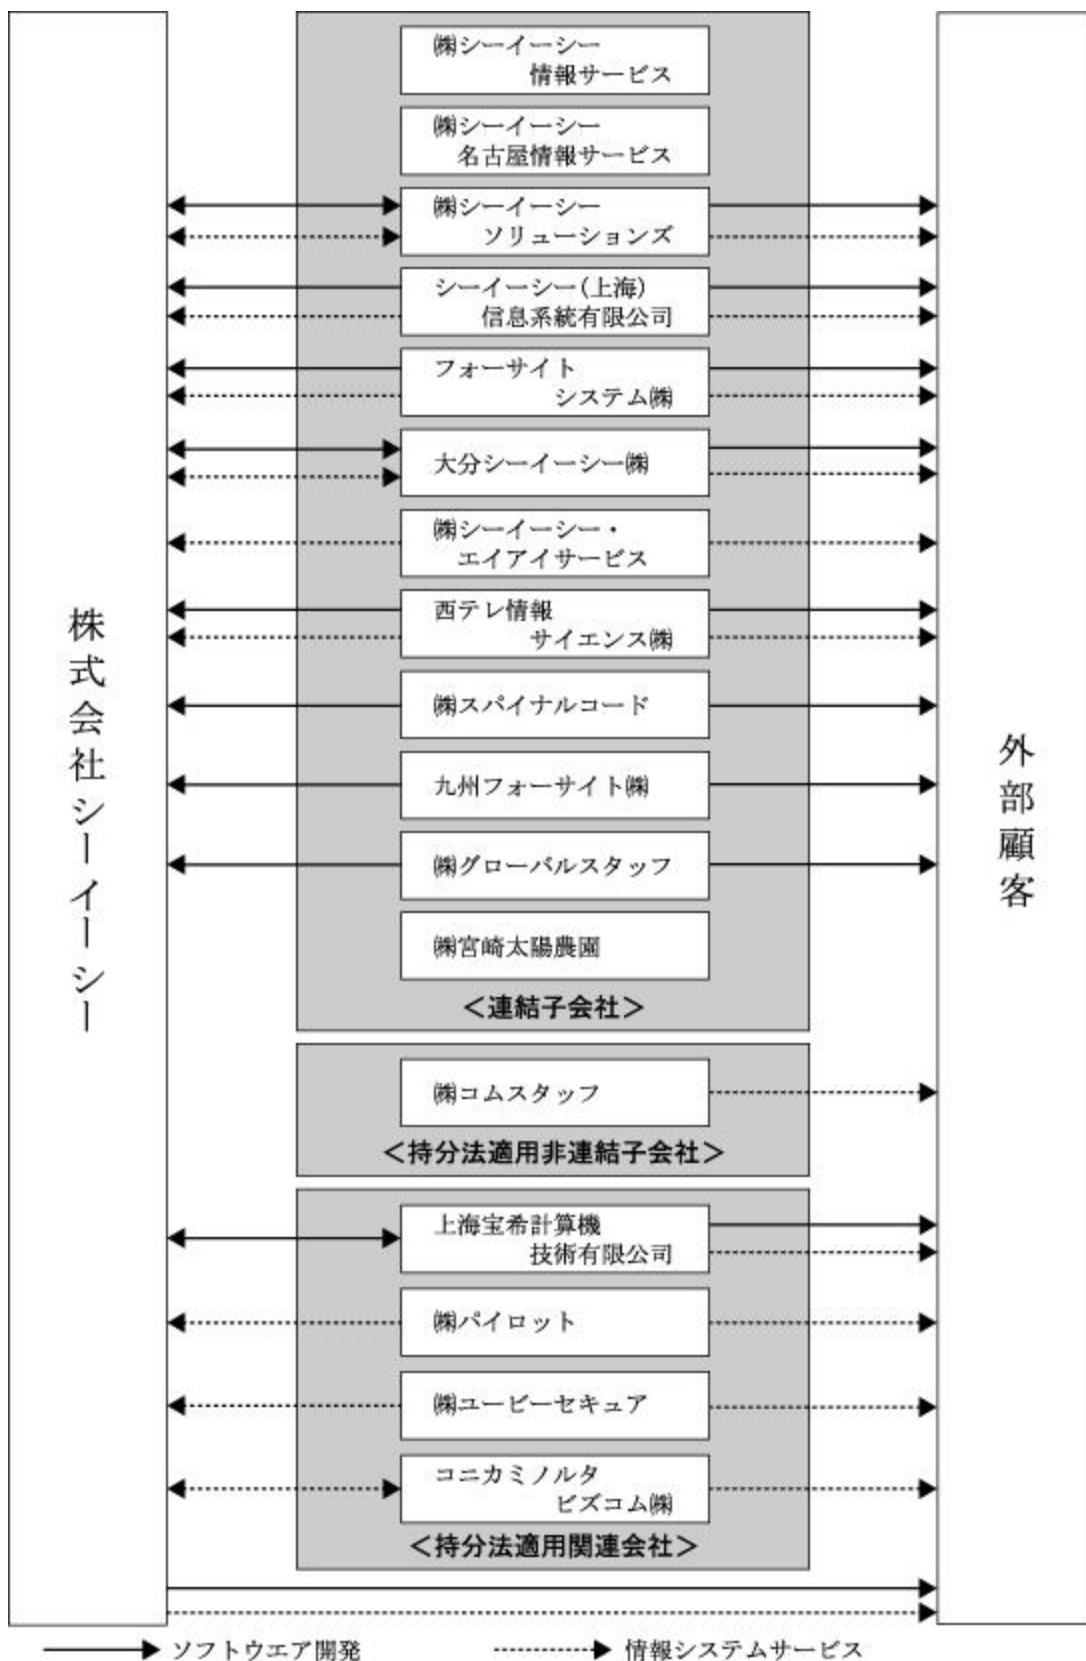 株式会社シーイーシー
㈱シーイーシー
情報サービス
㈱シーイーシー
名古屋情報サービス
㈱シーイーシー
ソリューションズ
シーイーシー(上海)
信息系統有限公司
フォーサイト
システム㈱
大分シーイーシー㈱
㈱シーイーシー・
エイアイサービス
西テレ情報
サイエンス㈱
㈱スパイナルコード
九州フォーサイト㈱
㈱グローバルスタッフ
㈱宮崎太陽農園
＜連結子会社＞
㈱コムスタッフ
＜持分法適用非連結子会社＞
上海宝希計算機
技術有限公司
㈱パイロット
㈱ユービーセキュア
コニカミノルタ
ビズコム㈱
＜持分法適用関連会社＞
外部顧客
ソフトウエア開発
情報システムサービス